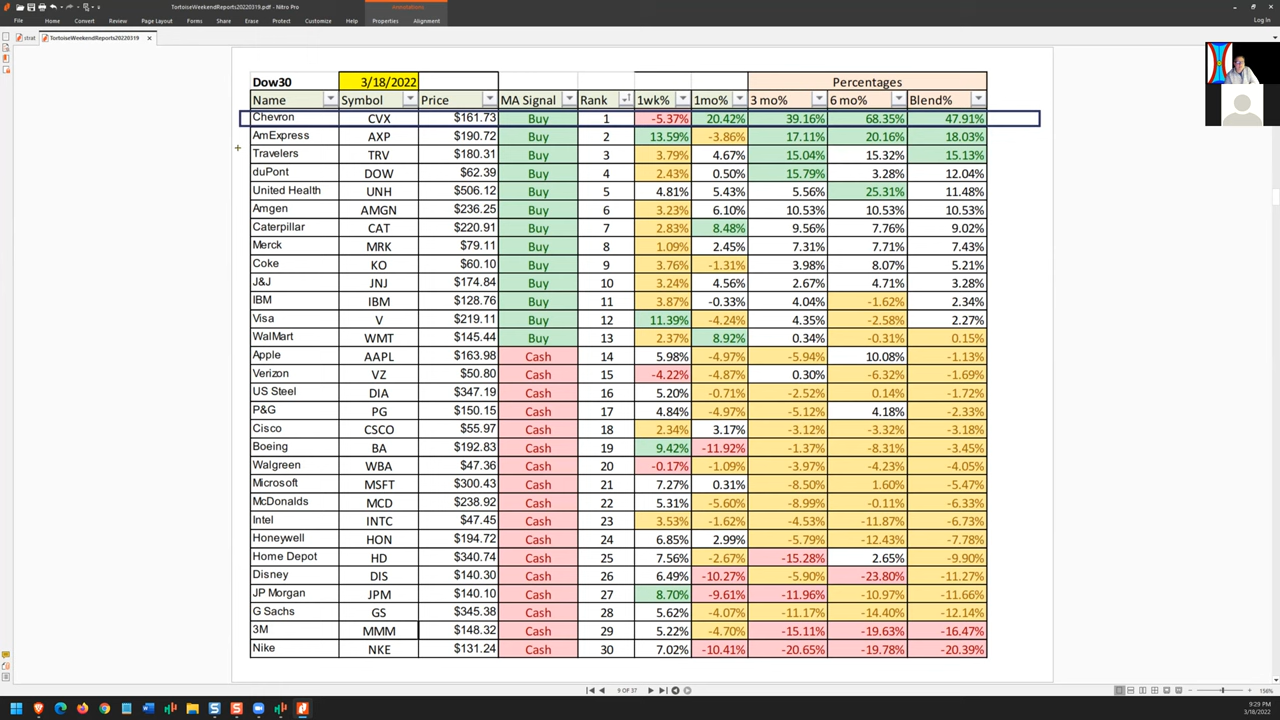 TortoiseWeekendReports20220319.pdf - Nitro Pro
Annotations
File Home Convert Review Page Layout Forms Share Erase Protect Customize Help Properties Alignment
Log In
strat TortoiseWeekendReports20220319
Dow30 3/18/2022 Percentages
Name Symbol Price MA Signal Rank 1wk% 1mo% 3 mo% 6 mo% Blend%
Chevron CVX $161.73 Buy 1 -5.37% 20.42% 39.16% 68.35% 47.91%
AmExpress AXP $190.72 Buy 2 13.59% -3.86% 17.11% 20.16% 18.03%
Travelers TRV $180.31 Buy 3 3.79% 4.67% 15.04% 15.32% 15.13%
duPont DOW $62.39 Buy 4 2.43% 0.50% 15.79% 3.28% 12.04%
United Health UNH $506.12 Buy 5 4.81% 5.43% 5.56% 25.31% 11.48%
Amgen AMGN $236.25 Buy 6 3.23% 6.10% 10.53% 10.53% 10.53%
Caterpillar CAT $220.91 Buy 7 2.83% 8.48% 9.56% 7.76% 9.02%
Merck MRK $79.11 Buy 8 1.09% 2.45% 7.31% 7.71% 7.43%
Coke KO $60.10 Buy 9 3.76% -1.31% 3.98% 8.07% 5.21%
J&J JNJ $174.84 Buy 10 3.24% 4.56% 2.67% 4.71% 3.28%
IBM IBM $128.76 Buy 11 3.87% -0.33% 4.04% -1.62% 2.34%
Visa V $219.11 Buy 12 11.39% -4.24% 4.35% -2.58% 2.27%
WalMart WMT $145.44 Buy 13 2.37% 8.92% 0.34% -0.31% 0.15%
Apple AAPL $163.98 Cash 14 5.98% -4.97% -5.94% 10.08% -1.13%
Verizon VZ $50.80 Cash 15 -4.22% -4.87% 0.30% -6.32% -1.69%
US Steel DIA $347.19 Cash 16 5.20% -0.71% -2.52% 0.14% -1.72%
P&G PG $150.15 Cash 17 4.84% -4.97% -5.12% 4.18% -2.33%
Cisco CSCO $55.97 Cash 18 2.34% 3.17% -3.12% -3.32% -3.18%
Boeing BA $192.83 Cash 19 9.42% -11.92% -1.37% -8.31% -3.45%
Walgreen WBA $47.36 Cash 20 -0.17% -1.09% -3.97% -4.23% -4.05%
Microsoft MSFT $300.43 Cash 21 7.27% 0.31% -8.50% 1.60% -5.47%
McDonalds MCD $238.92 Cash 22 5.31% -5.60% -8.99% -0.11% -6.33%
Intel INTC $47.45 Cash 23 3.53% -1.62% -4.53% -11.87% -6.73%
Honeywell HON $194.72 Cash 24 6.85% 2.99% -5.79% -12.43% -7.78%
Home Depot HD $340.74 Cash 25 7.56% -2.67% -15.28% 2.65% -9.90%
Disney DIS $140.30 Cash 26 6.49% -10.27% -5.90% -23.80% -11.27%
JP Morgan JPM $140.10 Cash 27 8.70% -9.61% -11.96% -10.97% -11.66%
G Sachs GS $345.38 Cash 28 5.62% -4.07% -11.17% -14.40% -12.14%
3M MMM $148.32 Cash 29 5.22% -4.70% -15.11% -19.63% -16.47%
Nike NKE $131.24 Cash 30 7.02% -10.41% -20.65% -19.78% -20.39%
9 OF 37
156%
9:29 PM
3/18/2022